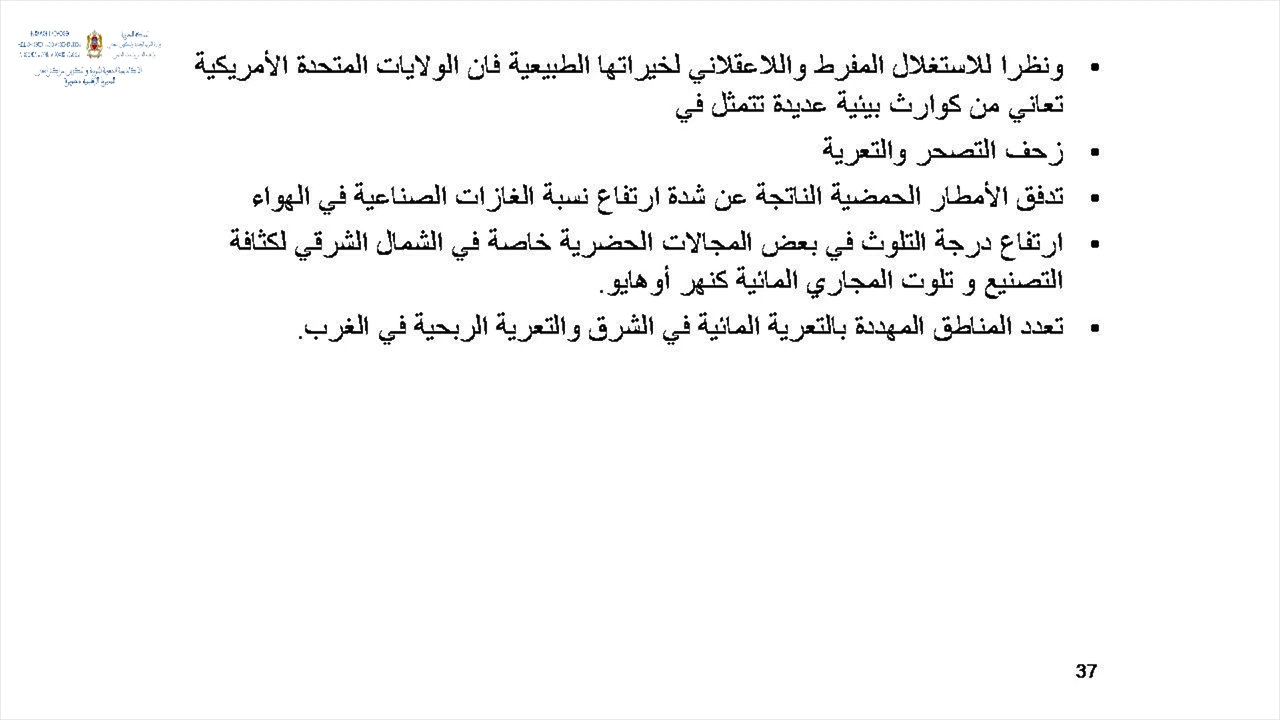 المملكة المغربية
• ونظرا للاستغلال المفرط واللاعقلاني لخيراتها الطبيعية فان الولايات المتحدة الأمريكية
تعاني من كوارث بيئية عديدة تتمثل في
• زحف التصحر والتعرية
• تدفق الأمطار الحمضية الناتجة عن شدة ارتفاع نسبة الغازات الصناعية في الهواء
• ارتفاع درجة التلوث في بعض المجالات الحضرية خاصة في الشمال الشرقي لكثافة
التصنيع و تلوت المجاري المائية كنهر أوهايو.
• تعدد المناطق المهددة بالتعرية المائية في الشرق والتعرية الربحية في الغرب.
37